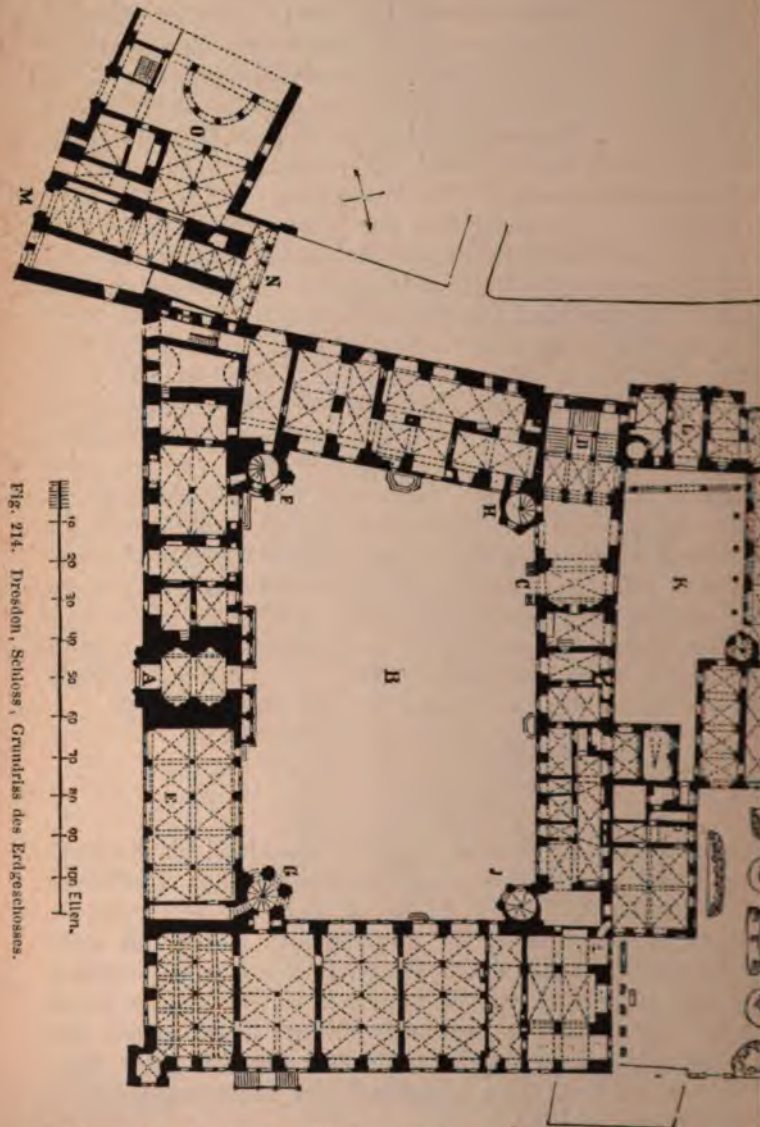 L
K
D
C
J
H
B
G
F
N
O
E
A
M
10 20 30 40 50 60 70 80 90 100 Ellen.
Fig. 214. Dresden, Schloss, Grundriss des Erdgeschosses.